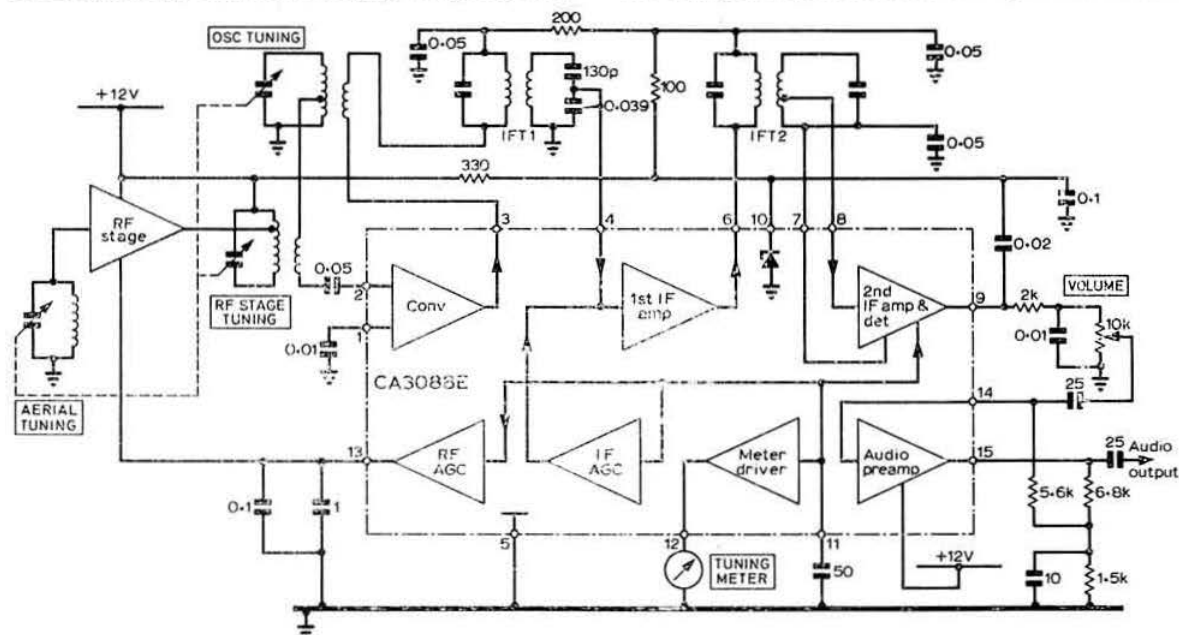 OSC TUNING
200
0.05
0.05
130p
0.039
100
+12V
IFT1
IFT2
0.05
330
RF stage
3
4
6
10
7
8
0.1
0.02
0.05
RF STAGE TUNING
2
Conv
1st IF amp
2nd IF amp & det
9
2k
VOLUME
10k
1
0.01
0.01
CA3088E
AERIAL TUNING
14
25
13
RF AGC
IF AGC
Meter driver
Audio preamp
15
25
Audio output
0.1
1
5
12
11
5.6k
6.8k
TUNING METER
50
+12V
10
1.5k